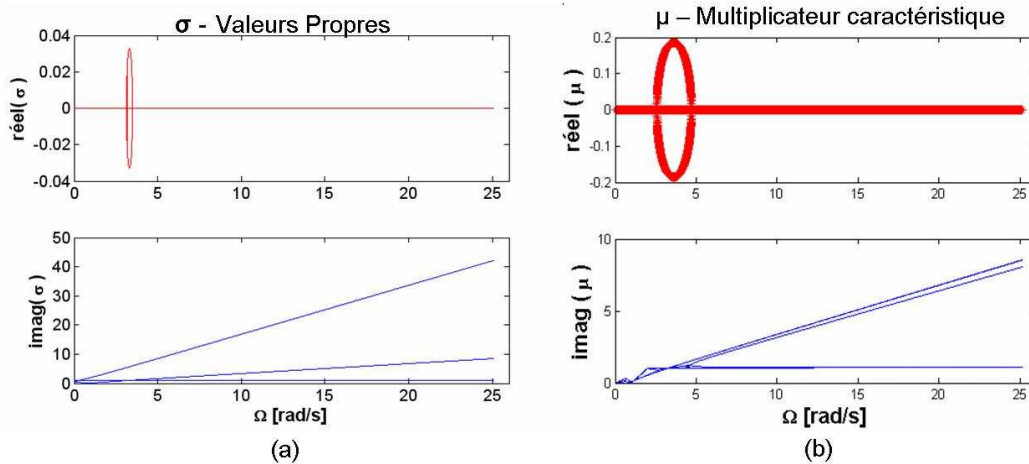 σ - Valeurs Propres
réel( σ )
0.04
0.02
0
-0.02
-0.04
0 5 10 15 20 25
imag( σ )
50
40
30
20
10
0
0 5 10 15 20 25
Ω [rad/s]
(a)
μ – Multiplicateur caractéristique
réel ( μ )
0.2
0.1
0
-0.1
-0.2
0 5 10 15 20 25
imag ( μ )
10
5
0
0 5 10 15 20 25
Ω [rad/s]
(b)